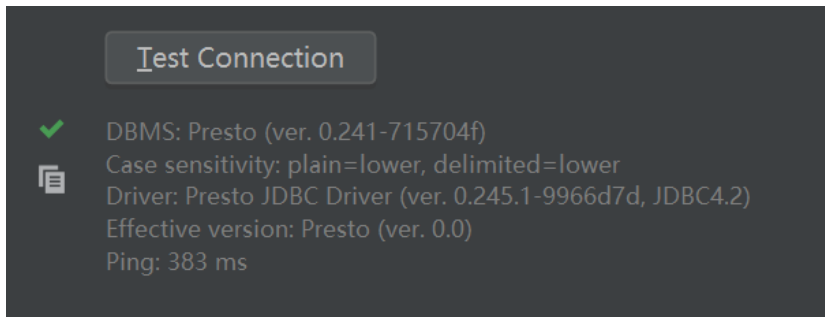 Test Connection
DBMS: Presto (ver. 0.241-715704f)
Case sensitivity: plain=lower, delimited=lower
Driver: Presto JDBC Driver (ver. 0.245.1-9966d7d, JDBC4.2)
Effective version: Presto (ver. 0.0)
Ping: 383 ms